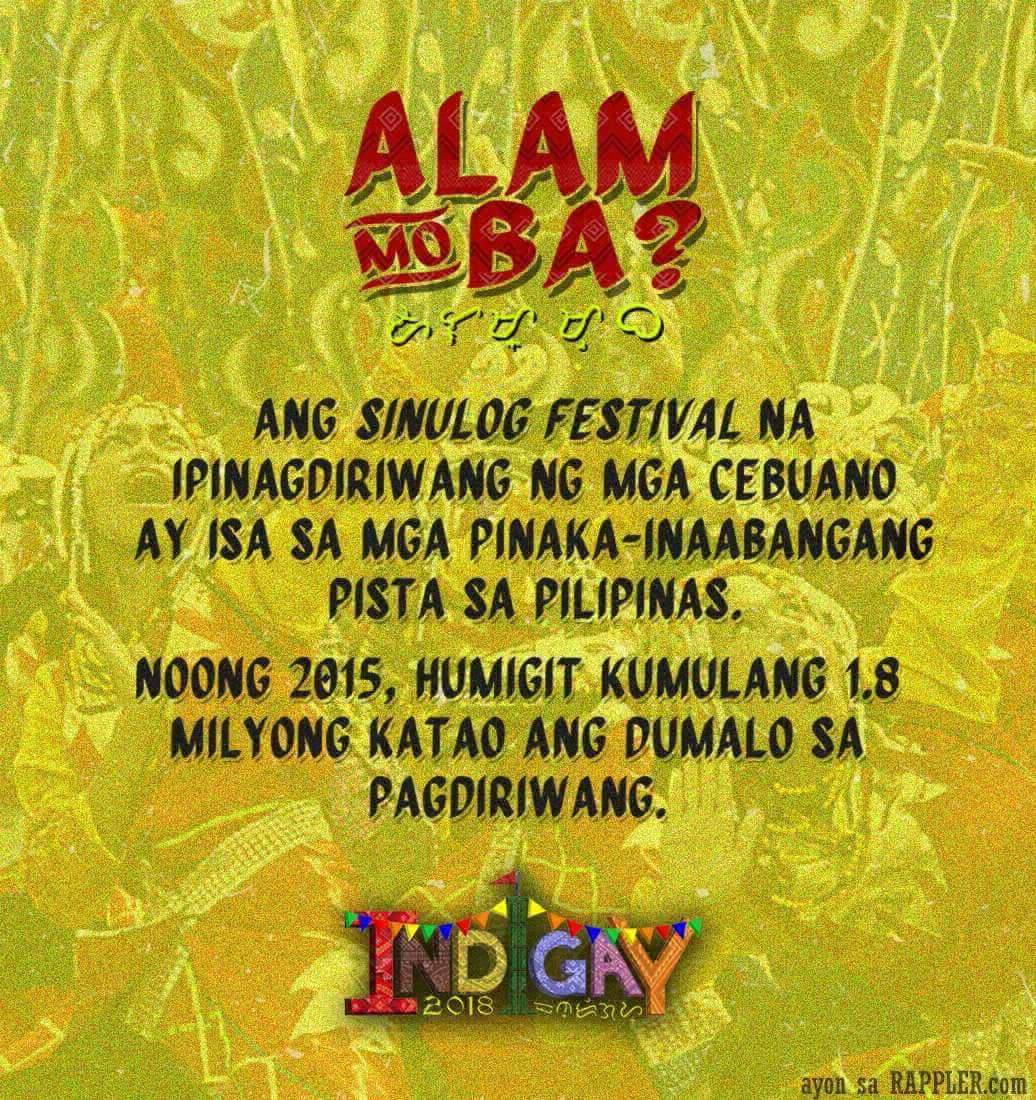 ALAM
MO BA?
ᜀᜎᜋ᜔ ᜋᜓ ᜊ
ANG SINULOG FESTIVAL NA
IPINAGDIRIWANG NG MGA CEBUANO
AY ISA SA MGA PINAKA-INAABANGANG
PISTA SA PILIPINAS.
NOONG 2015, HUMIGIT KUMULANG 1.8
MILYONG KATAO ANG DUMALO SA
PAGDIRIWANG.
INDIGAY
2018
ayon sa RAPPLER.com